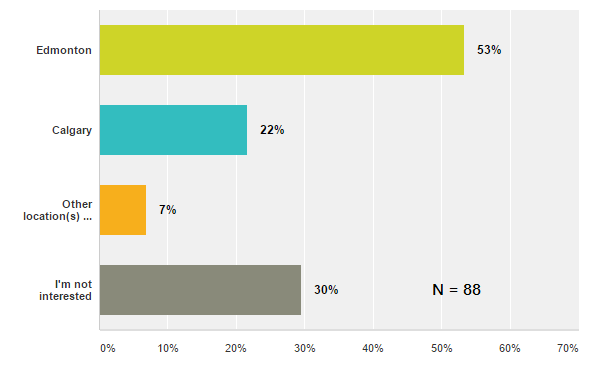 Edmonton
53%
Calgary
22%
Other
location(s) ...
7%
I'm not
interested
30%
N = 88
0% 10% 20% 30% 40% 50% 60% 70%